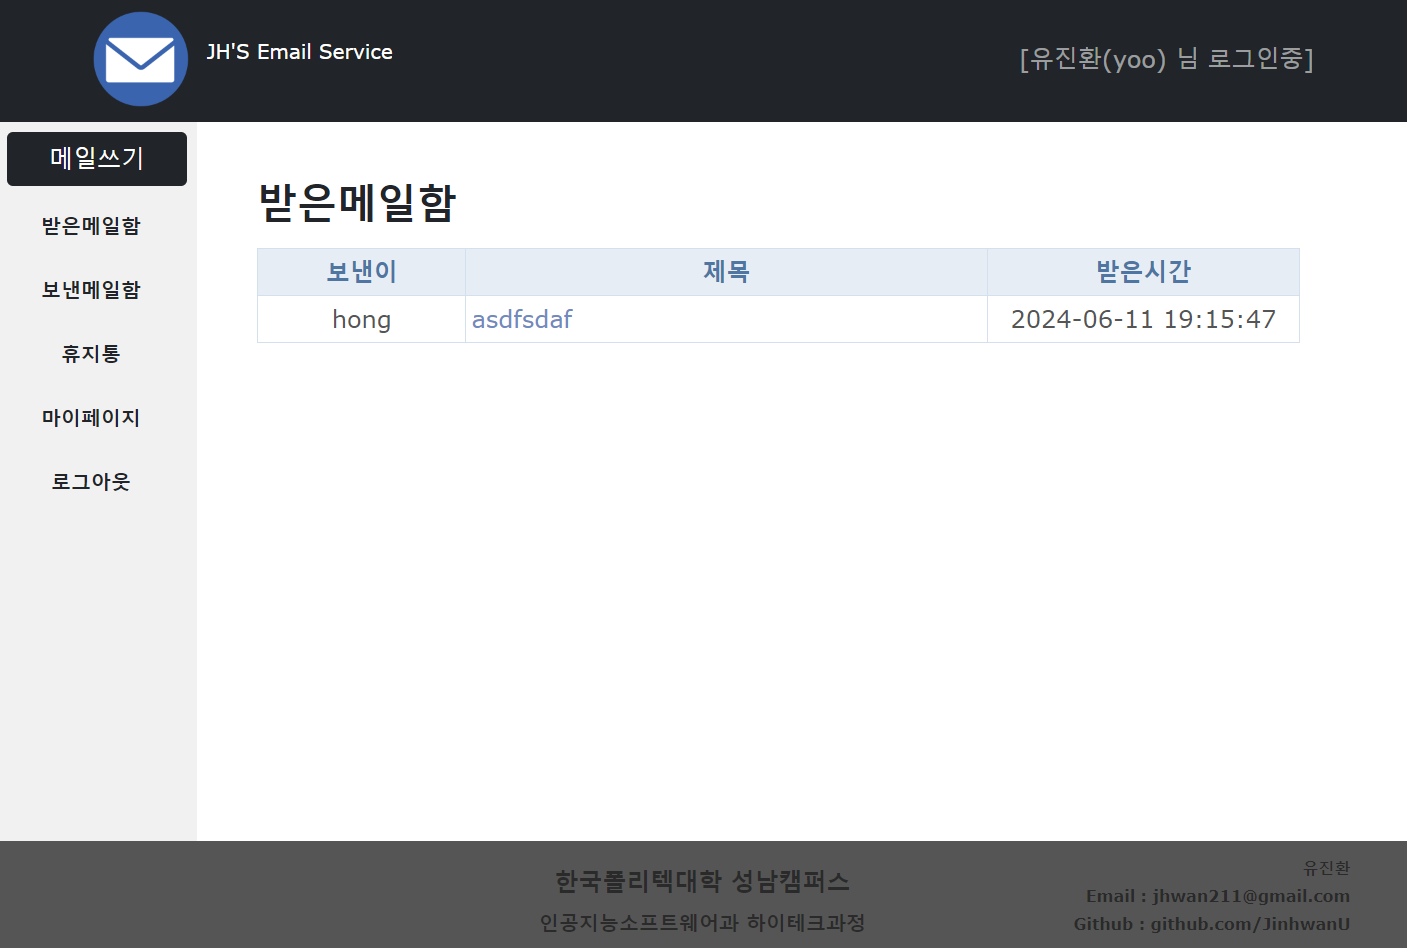 JH'S Email Service
[유진환(yoo) 님 로그인중]
메일쓰기
받은메일함
보낸메일함
휴지통
마이페이지
로그아웃
받은메일함
보낸이 제목 받은시간
hong asdfsdaf 2024-06-11 19:15:47
한국폴리텍대학 성남캠퍼스
인공지능소프트웨어과 하이테크과정
유진환
Email : jhwan211@gmail.com
Github : github.com/JinhwanU